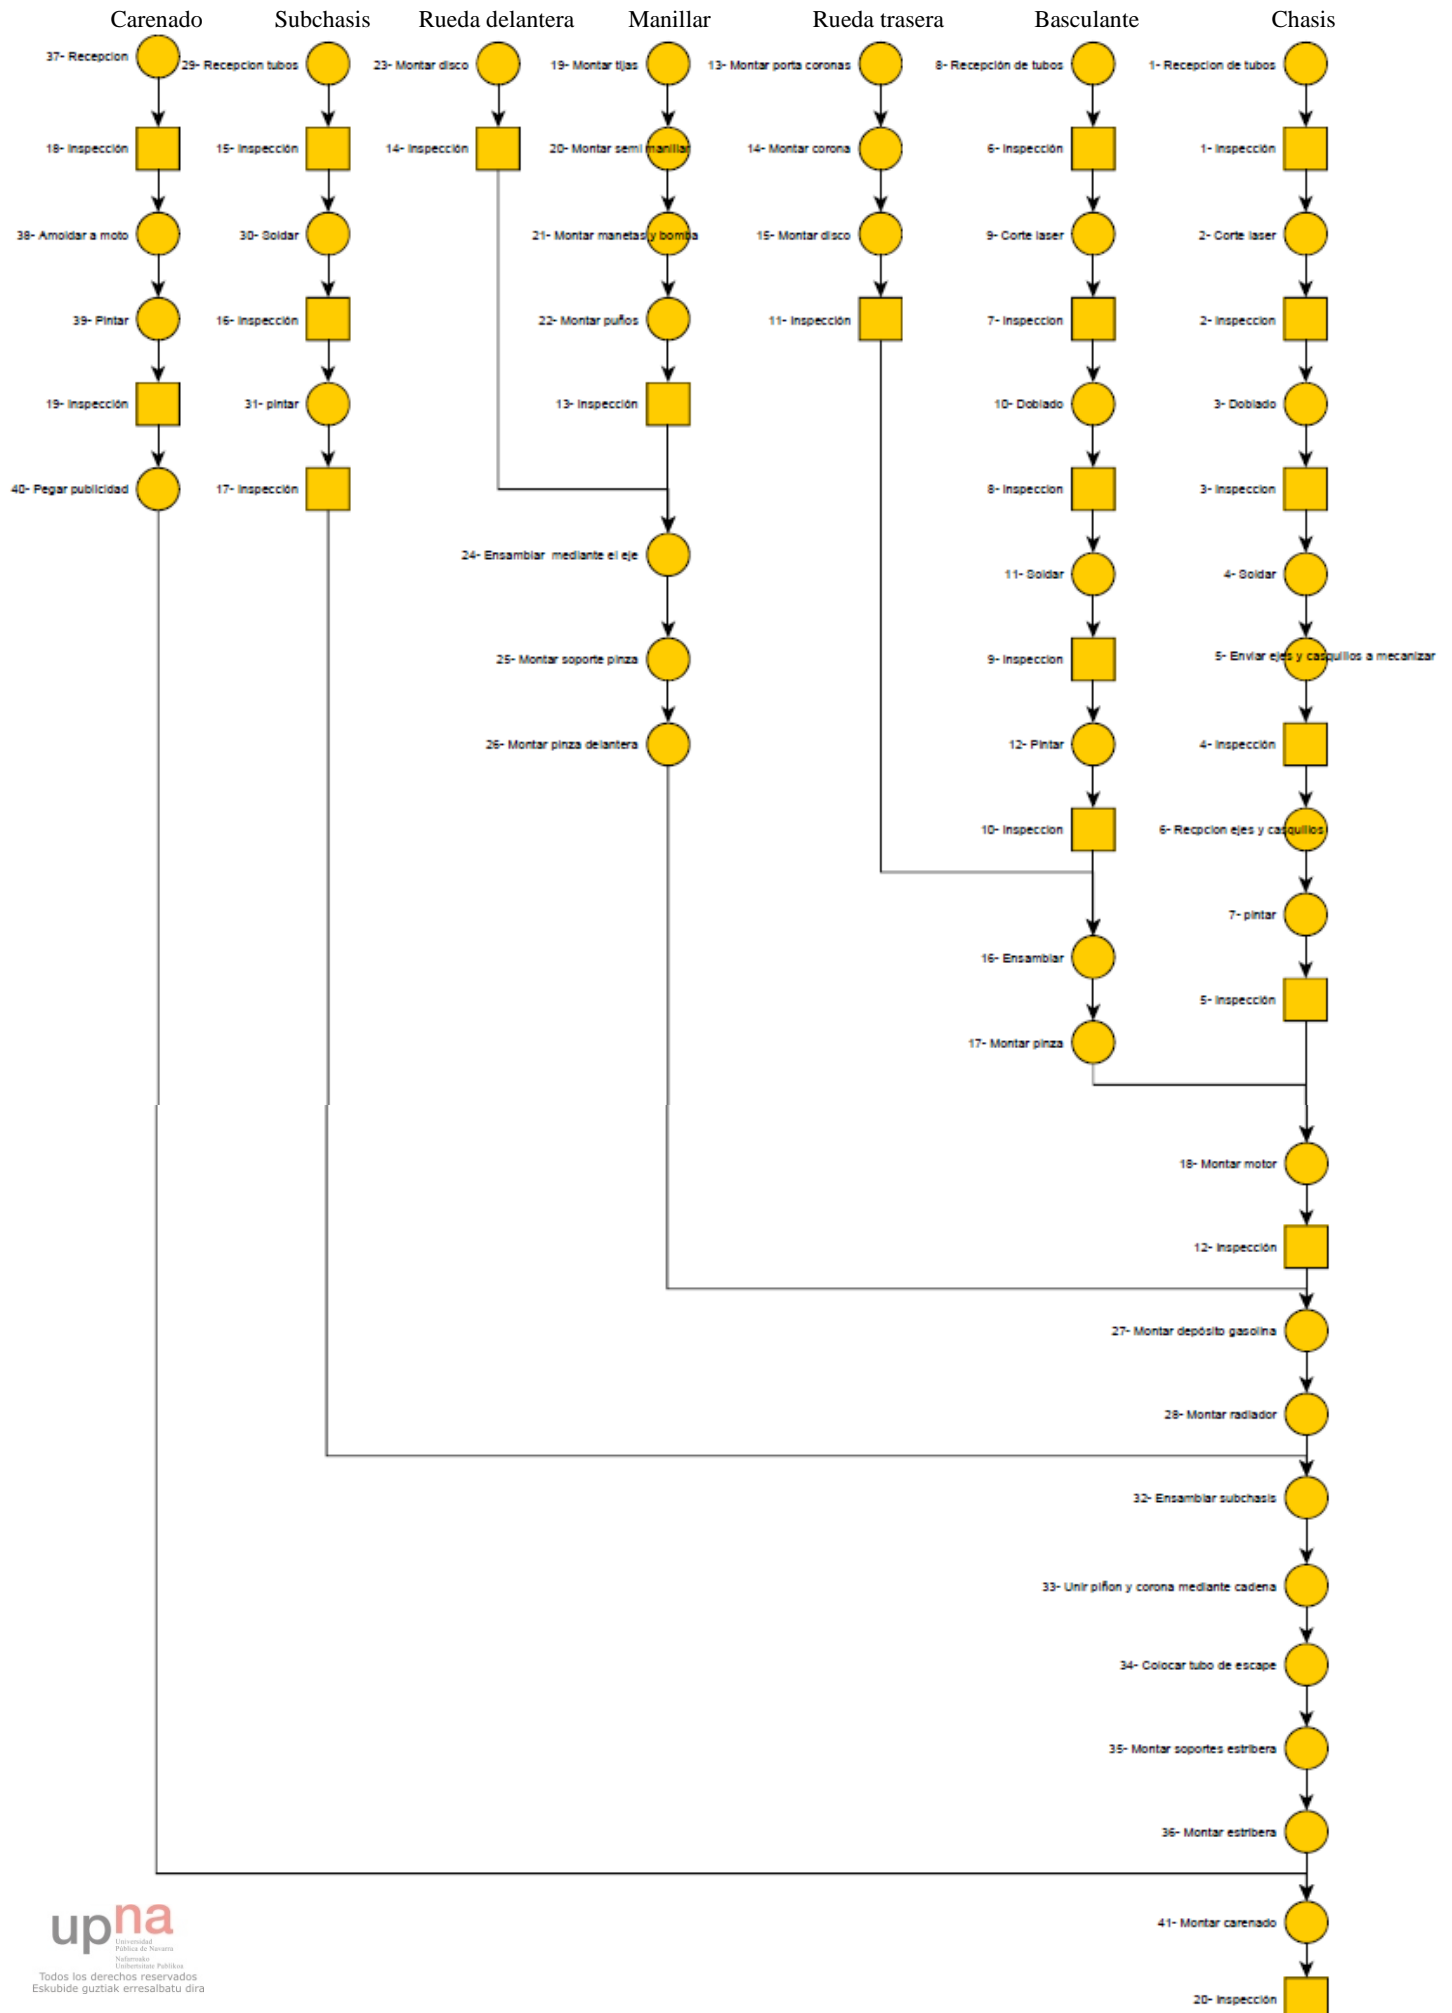 Carenado
Subchasis
Rueda delantera
Manillar
Rueda trasera
Basculante
Chasis
37- Recepcion
18- Inspección
38- Amoldar a moto
39- Pintar
19- Inspección
40- Pegar publicidad
29- Recepcion tubos
15- Inspección
30- Soldar
16- Inspección
31- pintar
17- Inspección
23- Montar disco
14- Inspección
19- Montar tijas
20- Montar semi manillar
21- Montar manetas y bomba
22- Montar puños
13- Inspección
24- Ensamblar mediante el eje
25- Montar soporte pinza
26- Montar pinza delantera
13- Montar porta coronas
14- Montar corona
15- Montar disco
11- Inspección
8- Recepción de tubos
6- Inspección
9- Corte laser
7- Inspeccion
10- Doblado
8- Inspeccion
11- Soldar
9- Inspeccion
12- Pintar
10- Inspeccion
16- Ensamblar
17- Montar pinza
1- Recepcion de tubos
1- Inspección
2- Corte laser
2- Inspeccion
3- Doblado
3- Inspeccion
4- Soldar
5- Enviar ejes y casquillos a mecanizar
4- Inspección
6- Recpcion ejes y casquillos
7- pintar
5- Inspección
18- Montar motor
12- Inspección
27- Montar depósito gasolina
28- Montar radiador
32- Ensamblar subchasis
33- Unir piñon y corona mediante cadena
34- Colocar tubo de escape
35- Montar soportes estribera
36- Montar estribera
41- Montar carenado
20- Inspección
upna
Universidad
Pública de Navarra
Nafarroako
Unibertsitate Publikoa
Todos los derechos reservados
Eskubide guztiak erresalbatu dira